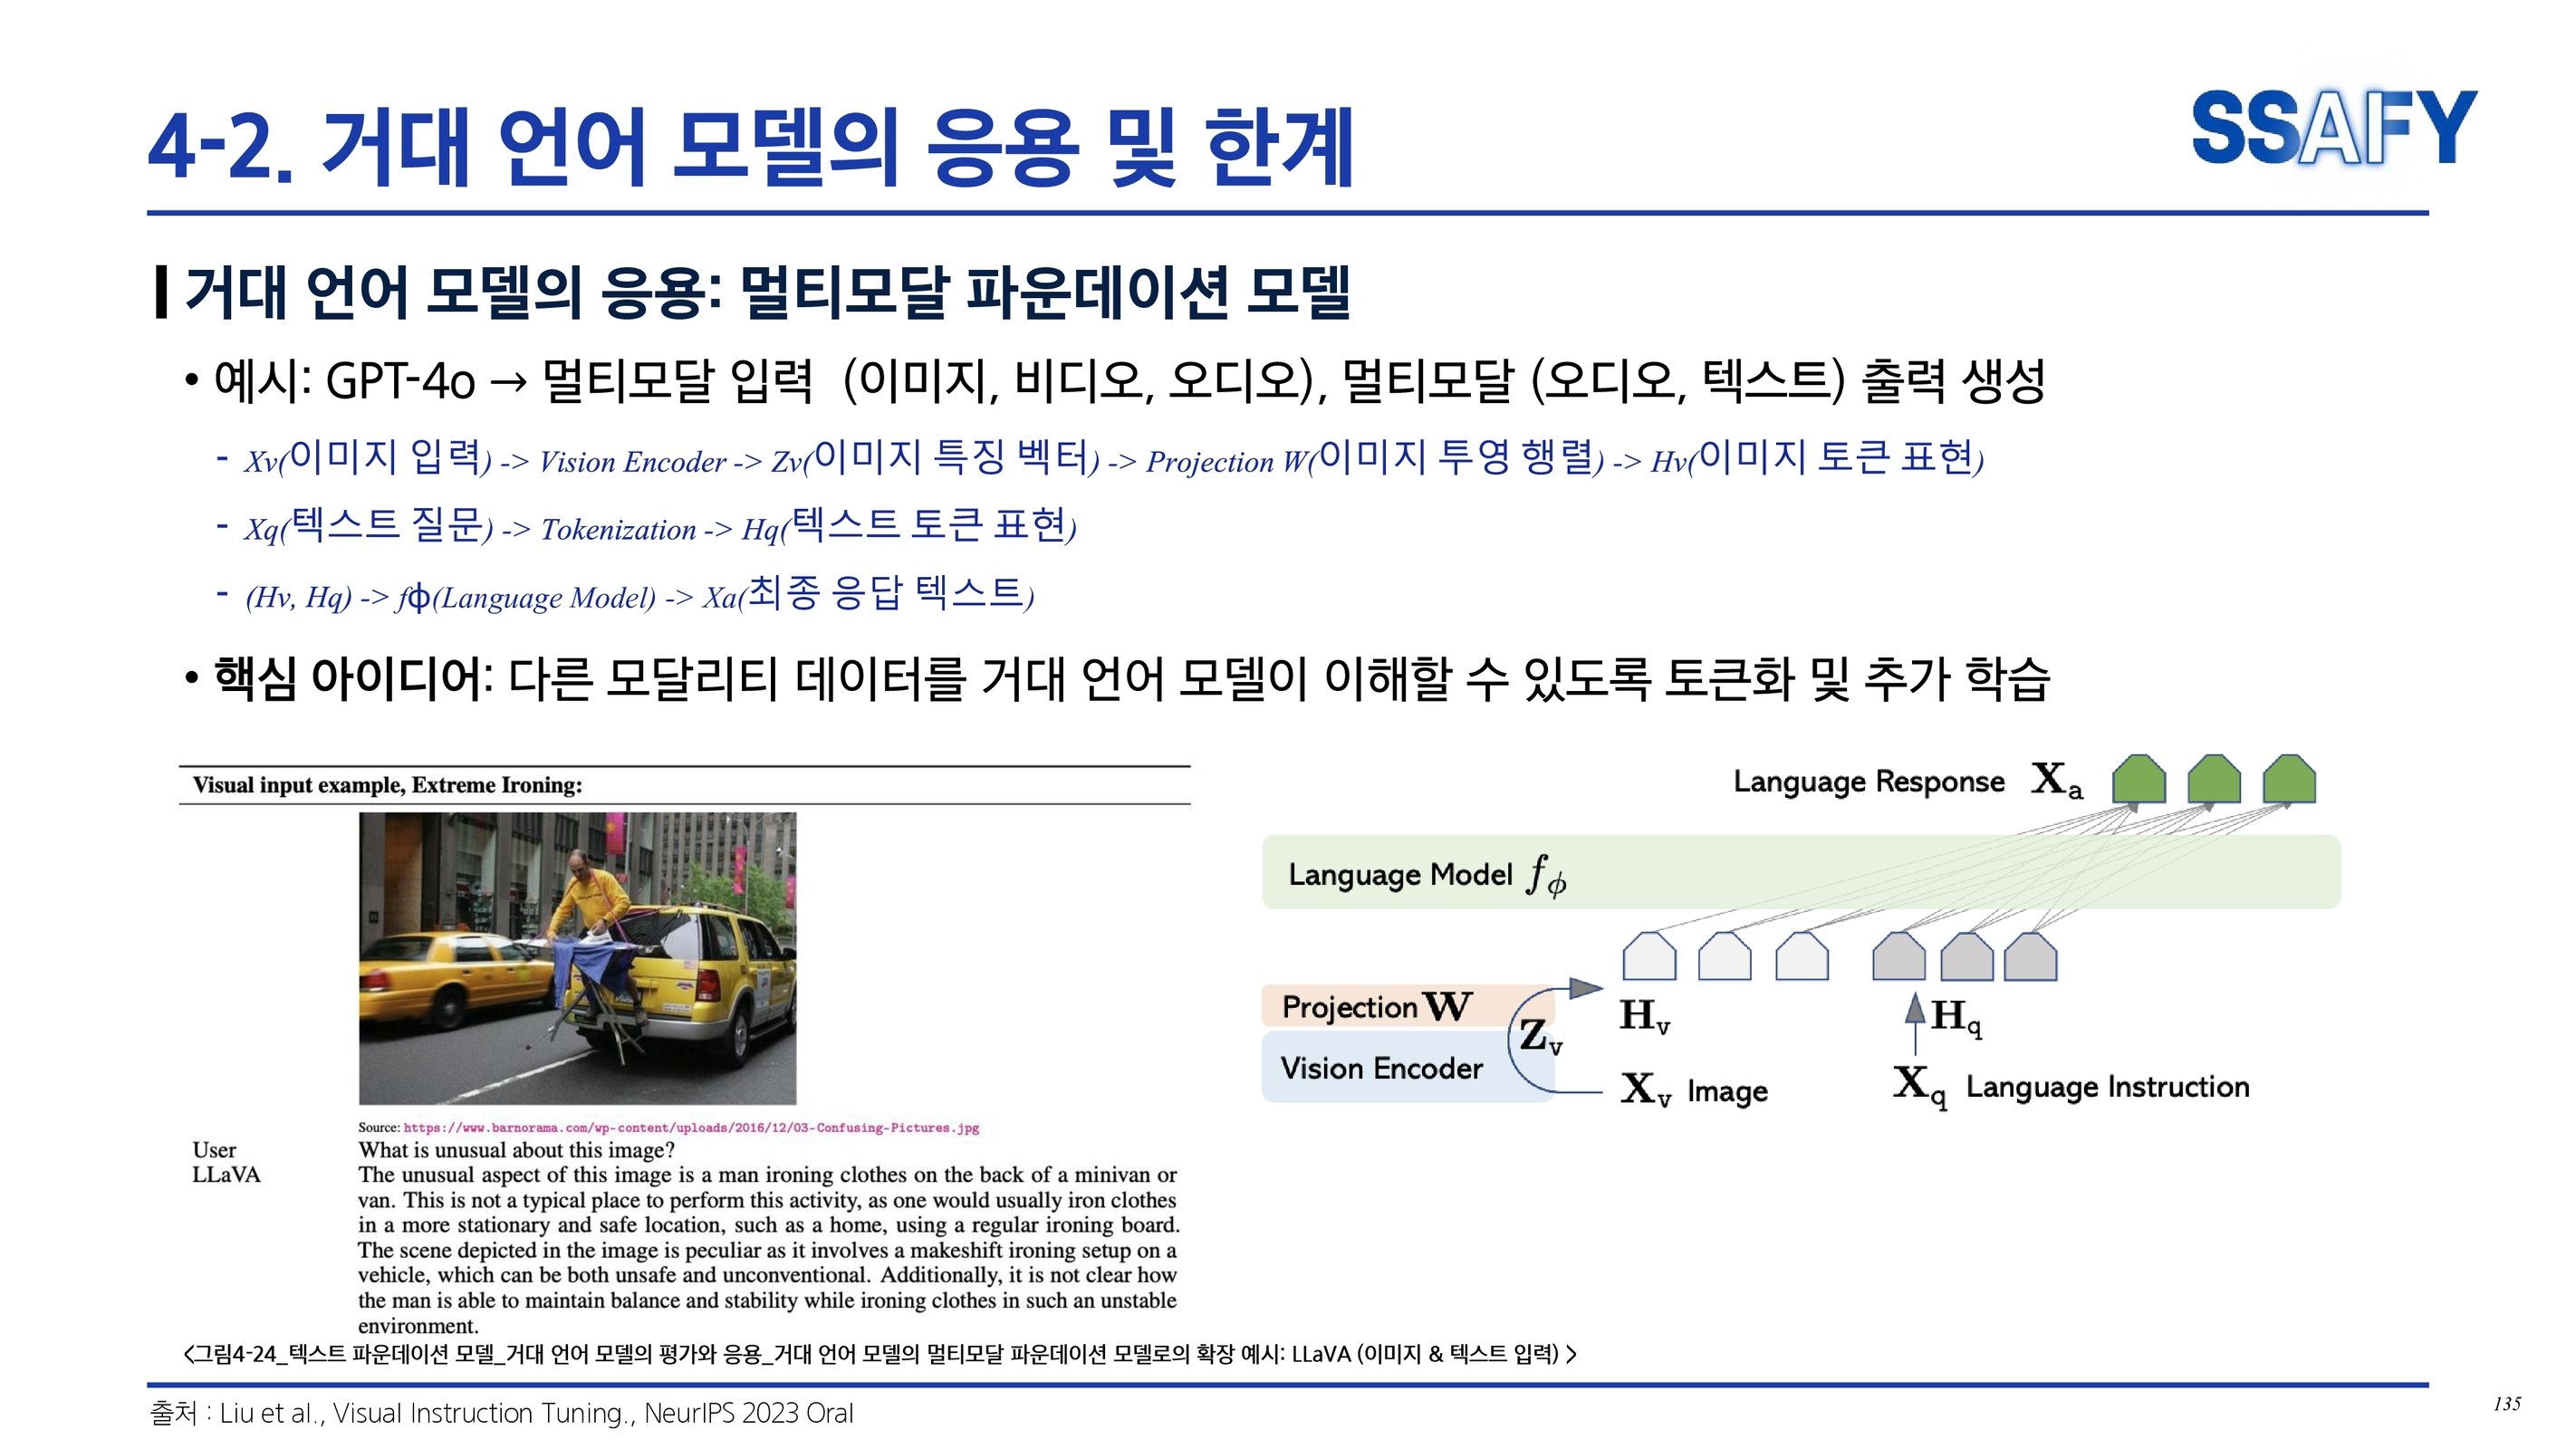 4-2. 거대 언어 모델의 응용 및 한계
SSAFY
거대 언어 모델의 응용: 멀티모달 파운데이션 모델
• 예시: GPT-4o → 멀티모달 입력 (이미지, 비디오, 오디오), 멀티모달 (오디오, 텍스트) 출력 생성
- Xv(이미지 입력) -> Vision Encoder -> Zv(이미지 특징 벡터) -> Projection W(이미지 투영 행렬) -> Hv(이미지 토큰 표현)
- Xq(텍스트 질문) -> Tokenization -> Hq(텍스트 토큰 표현)
- (Hv, Hq) -> fϕ(Language Model) -> Xa(최종 응답 텍스트)
• 핵심 아이디어: 다른 모달리티 데이터를 거대 언어 모델이 이해할 수 있도록 토큰화 및 추가 학습
Visual input example, Extreme Ironing:
Source: https://www.barnorama.com/wp-content/uploads/2016/12/03-Confusing-Pictures.jpg
User What is unusual about this image?
LLaVA The unusual aspect of this image is a man ironing clothes on the back of a minivan or
van. This is not a typical place to perform this activity, as one would usually iron clothes
in a more stationary and safe location, such as a home, using a regular ironing board.
The scene depicted in the image is peculiar as it involves a makeshift ironing setup on a
vehicle, which can be both unsafe and unconventional. Additionally, it is not clear how
the man is able to maintain balance and stability while ironing clothes in such an unstable
environment.
Language Response Xa
Language Model fϕ
Projection W
Zv
Hv
Hq
Vision Encoder
Xv Image
Xq Language Instruction
<그림4-24_텍스트 파운데이션 모델_거대 언어 모델의 평가와 응용_거대 언어 모델의 멀티모달 파운데이션 모델로의 확장 예시: LLaVA (이미지 & 텍스트 입력) >
출처 : Liu et al., Visual Instruction Tuning., NeurIPS 2023 Oral
135